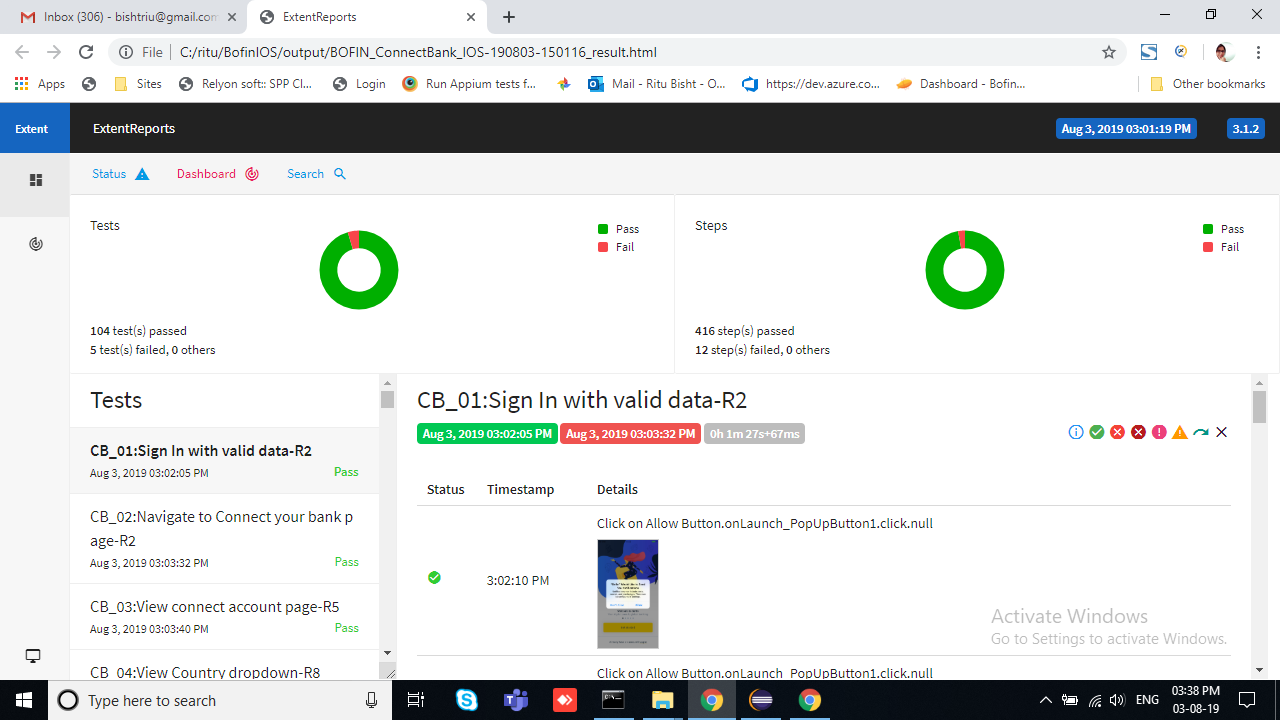 Inbox (306) - bishtriu@gmail.com
ExtentReports
File
C:/ritu/BofinIOS/output/BOFIN_ConnectBank_IOS-190803-150116_result.html
Apps
Sites
Relyon soft:: SPP Cl...
Login
Run Appium tests f...
Mail - Ritu Bisht - O...
https://dev.azure.co...
Dashboard - Bofin...
Other bookmarks
Extent
ExtentReports
Aug 3, 2019 03:01:19 PM
3.1.2
Status
Dashboard
Search
Tests
Pass
Fail
104 test(s) passed
5 test(s) failed, 0 others
Steps
Pass
Fail
416 step(s) passed
12 step(s) failed, 0 others
Tests
CB_01:Sign In with valid data-R2
Aug 3, 2019 03:02:05 PM
Pass
CB_02:Navigate to Connect your bank p
age-R2
Aug 3, 2019 03:03:32 PM
Pass
CB_03:View connect account page-R5
Aug 3, 2019 03:03:40 PM
Pass
CB_04:View Country dropdown-R8
CB_01:Sign In with valid data-R2
Aug 3, 2019 03:02:05 PM
Aug 3, 2019 03:03:32 PM
0h 1m 27s+67ms
Status
Timestamp
Details
Click on Allow Button.onLaunch_PopUpButton1.click.null
3:02:10 PM
Click on Allow Button.onLaunch_PopUpButton1.click.null
Activate Windows
Go to Settings to activate Windows.
Type here to search
ENG
03:38 PM
03-08-19